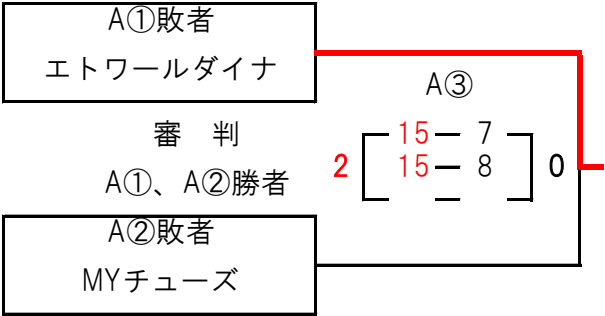 A①敗者
エトワールダイナ
A③
審　判
A①、A②勝者
15 ― 7
2 15 ― 8 0
―
A②敗者
MYチューズ